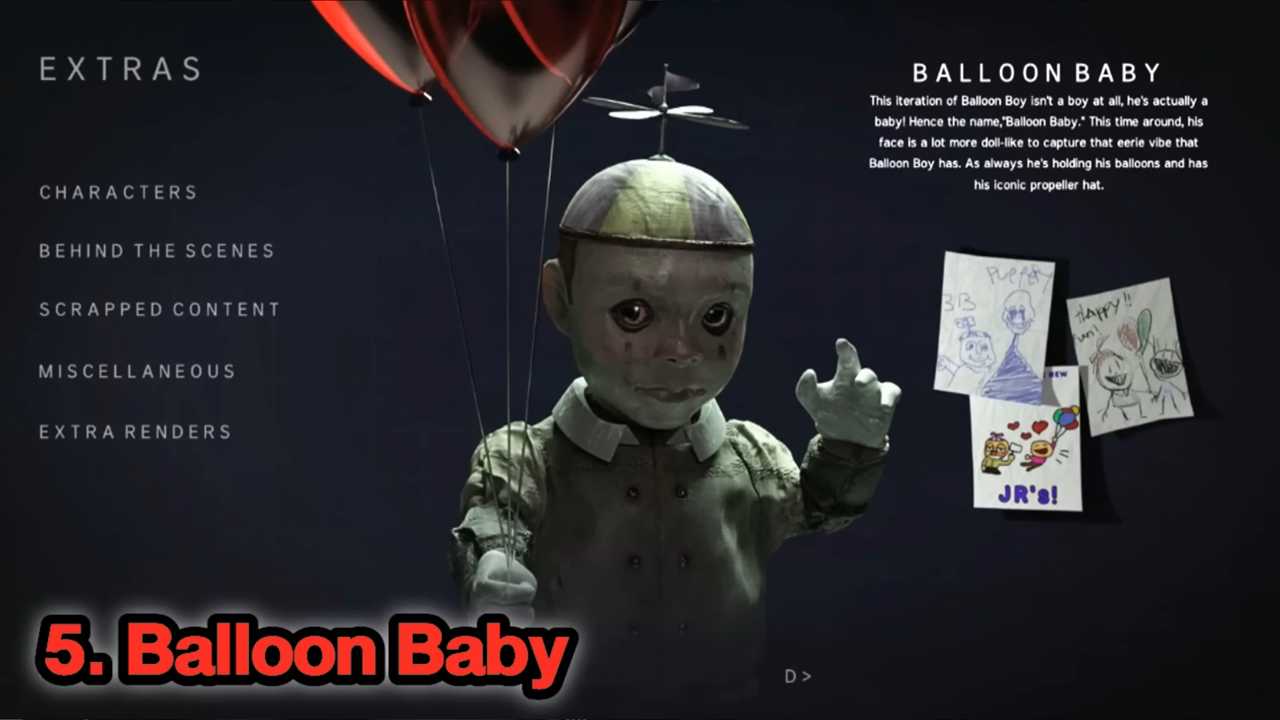 EXTRAS
CHARACTERS
BEHIND THE SCENES
SCRAPPED CONTENT
MISCELLANEOUS
EXTRA RENDERS
BALLOON BABY
This iteration of Balloon Boy isn't a boy at all, he's actually a
baby! Hence the name,"Balloon Baby." This time around, his
face is a lot more doll-like to capture that eerie vibe that
Balloon Boy has. As always he's holding his balloons and has
his iconic propeller hat.
PUPPET
BB
Happy!!
Fun!
JR's!
5. Balloon Baby
D >